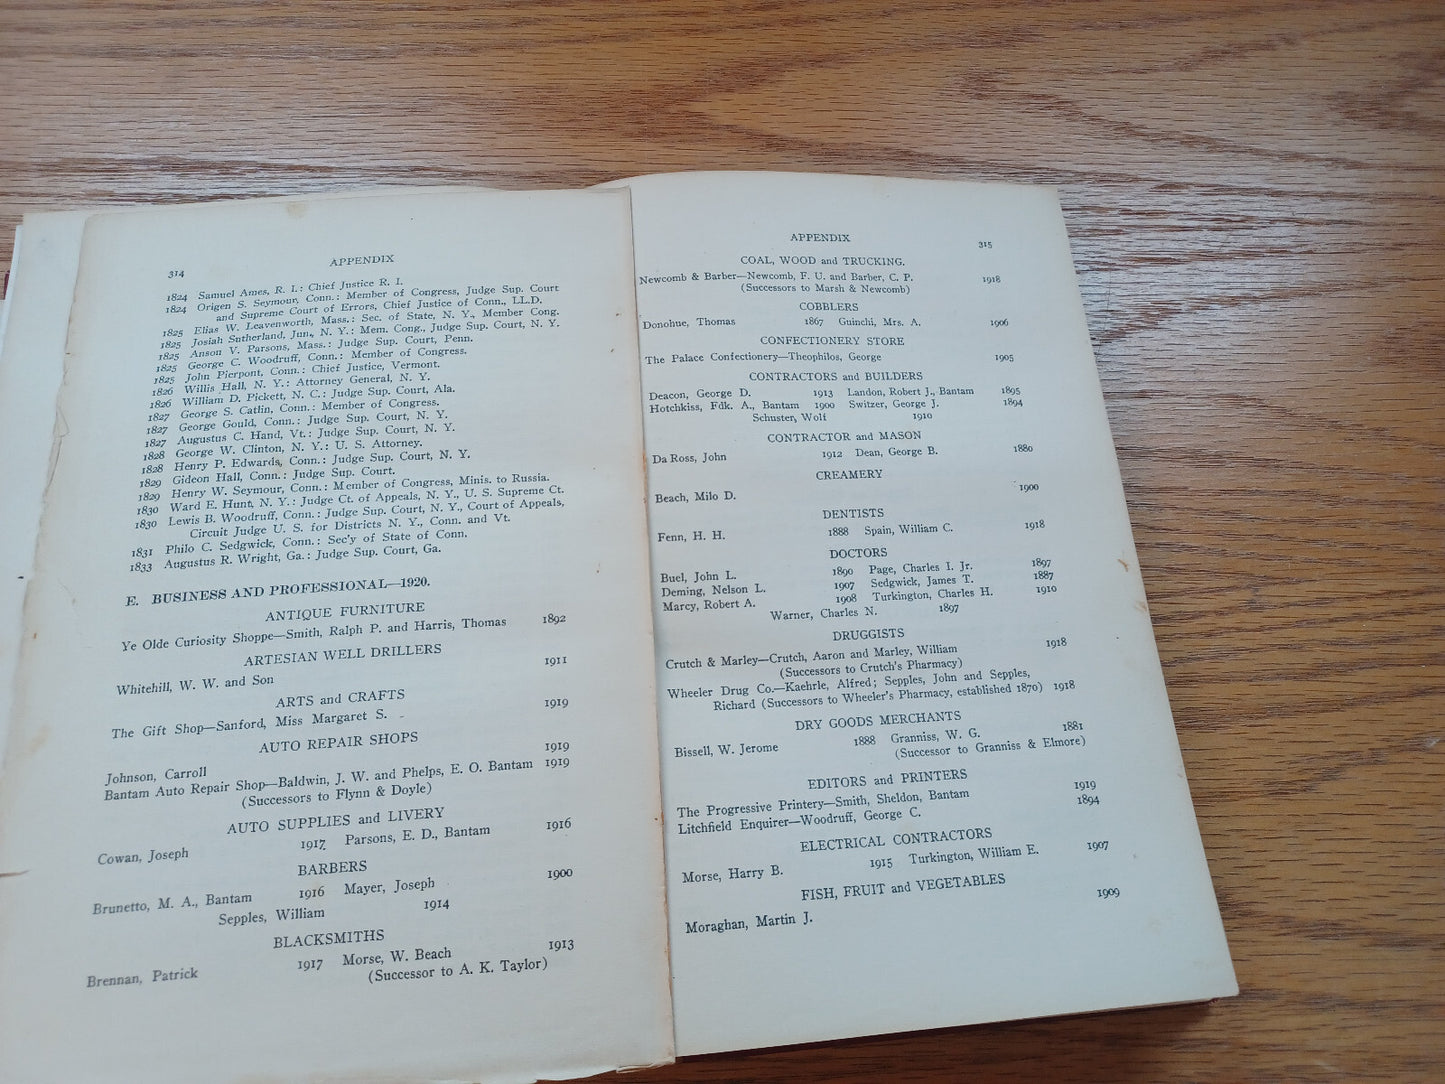 314
APPENDIX
1824 Samuel Ames, R. I.: Chief Justice R. I.
1824 Origen S. Seymour, Conn.: Member of Congress, Judge Sup. Court
and Supreme Court of Errors, Chief Justice of Conn., LL.D.
1825 Elias W. Leavenworth, Mass.: Sec. of State, N. Y., Member Cong.
1825 Josiah Sutherland, Jun., N. Y.: Mem. Cong., Judge Sup. Court, N. Y.
1825 Anson V. Parsons, Mass.: Judge Sup. Court, Penn.
1825 George C. Woodruff, Conn.: Member of Congress.
1825 John Pierpont, Conn.: Chief Justice, Vermont.
1826 Willis Hall, N. Y.: Attorney General, N. Y.
1826 William D. Pickett, N. C.: Judge Sup. Court, Ala.
1827 George S. Catlin, Conn.: Member of Congress.
1827 George Gould, Conn.: Judge Sup. Court, N. Y.
1827 Augustus C. Hand, Vt.: Judge Sup. Court, N. Y.
1828 George W. Clinton, N. Y.: U. S. Attorney.
1828 Henry P. Edwards, Conn.: Judge Sup. Court, N. Y.
1829 Gideon Hall, Conn.: Judge Sup. Court.
1829 Henry W. Seymour, Conn.: Member of Congress, Minis. to Russia.
1830 Ward E. Hunt, N. Y.: Judge Ct. of Appeals, N. Y., U. S. Supreme Ct.
1830 Lewis B. Woodruff, Conn.: Judge Sup. Court, N. Y., Court of Appeals,
Circuit Judge U. S. for Districts N. Y., Conn. and Vt.
1831 Philo C. Sedgwick, Conn.: Sec'y of State of Conn.
1833 Augustus R. Wright, Ga.: Judge Sup. Court, Ga.
E. BUSINESS AND PROFESSIONAL—1920.
ANTIQUE FURNITURE
Ye Olde Curiosity Shoppe—Smith, Ralph P. and Harris, Thomas 1892
ARTESIAN WELL DRILLERS
Whitehill, W. W. and Son 1911
ARTS and CRAFTS
The Gift Shop—Sanford, Miss Margaret S. 1919
AUTO REPAIR SHOPS
Johnson, Carroll 1919
Bantam Auto Repair Shop—Baldwin, J. W. and Phelps, E. O. Bantam 1919
(Successors to Flynn & Doyle)
AUTO SUPPLIES and LIVERY
Cowan, Joseph 1917 Parsons, E. D., Bantam 1916
BARBERS
Brunetto, M. A., Bantam 1916 Mayer, Joseph 1900
Sepples, William 1914
BLACKSMITHS
Brennan, Patrick 1917 Morse, W. Beach 1913
(Successor to A. K. Taylor)
APPENDIX
315
COAL, WOOD and TRUCKING.
Newcomb & Barber—Newcomb, F. U. and Barber, C. P. 1918
(Successors to Marsh & Newcomb)
COBBLERS
Donohue, Thomas 1867 Guinchi, Mrs. A. 1906
CONFECTIONERY STORE
The Palace Confectionery—Theophilos, George 1905
CONTRACTORS and BUILDERS
Deacon, George D. 1913 Landon, Robert J., Bantam 1895
Hotchkiss, Fdk. A., Bantam 1900 Switzer, George J. 1894
Schuster, Wolf 1910
CONTRACTOR and MASON
Da Ross, John 1912 Dean, George B. 1880
CREAMERY
Beach, Milo D. 1900
DENTISTS
Fenn, H. H. 1888 Spain, William C. 1918
DOCTORS
Buel, John L. 1890 Page, Charles I. Jr. 1897
Deming, Nelson L. 1907 Sedgwick, James T. 1887
Marcy, Robert A. 1908 Turkington, Charles H. 1910
Warner, Charles N. 1897
DRUGGISTS
Crutch & Marley—Crutch, Aaron and Marley, William 1918
(Successors to Crutch's Pharmacy)
Wheeler Drug Co.—Kaehrle, Alfred; Sepples, John and Sepples,
Richard (Successors to Wheeler's Pharmacy, established 1870) 1918
DRY GOODS MERCHANTS
Bissell, W. Jerome 1888 Granniss, W. G. 1881
(Successor to Granniss & Elmore)
EDITORS and PRINTERS
The Progressive Printery—Smith, Sheldon, Bantam 1919
Litchfield Enquirer—Woodruff, George C. 1894
ELECTRICAL CONTRACTORS
Morse, Harry B. 1915 Turkington, William E. 1907
FISH, FRUIT and VEGETABLES
Moraghan, Martin J. 1909